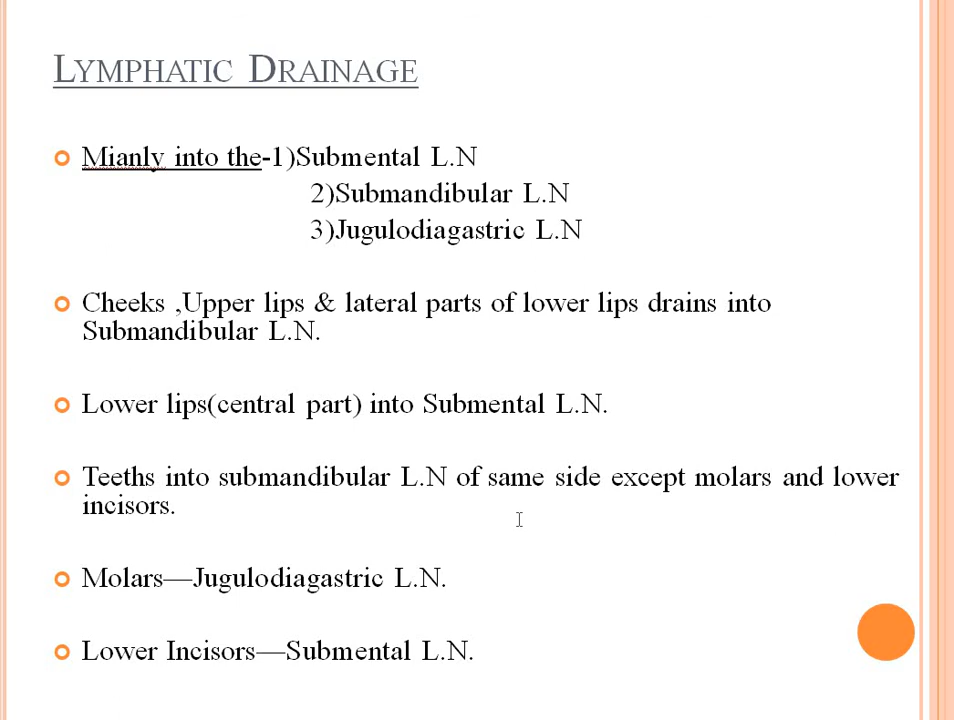 LYMPHATIC DRAINAGE
Mianly into the-1)Submental L.N
2)Submandibular L.N
3)Jugulodiagastric L.N
Cheeks ,Upper lips & lateral parts of lower lips drains into
Submandibular L.N.
Lower lips(central part) into Submental L.N.
Teeths into submandibular L.N of same side except molars and lower
incisors.
Molars—Jugulodiagastric L.N.
Lower Incisors—Submental L.N.